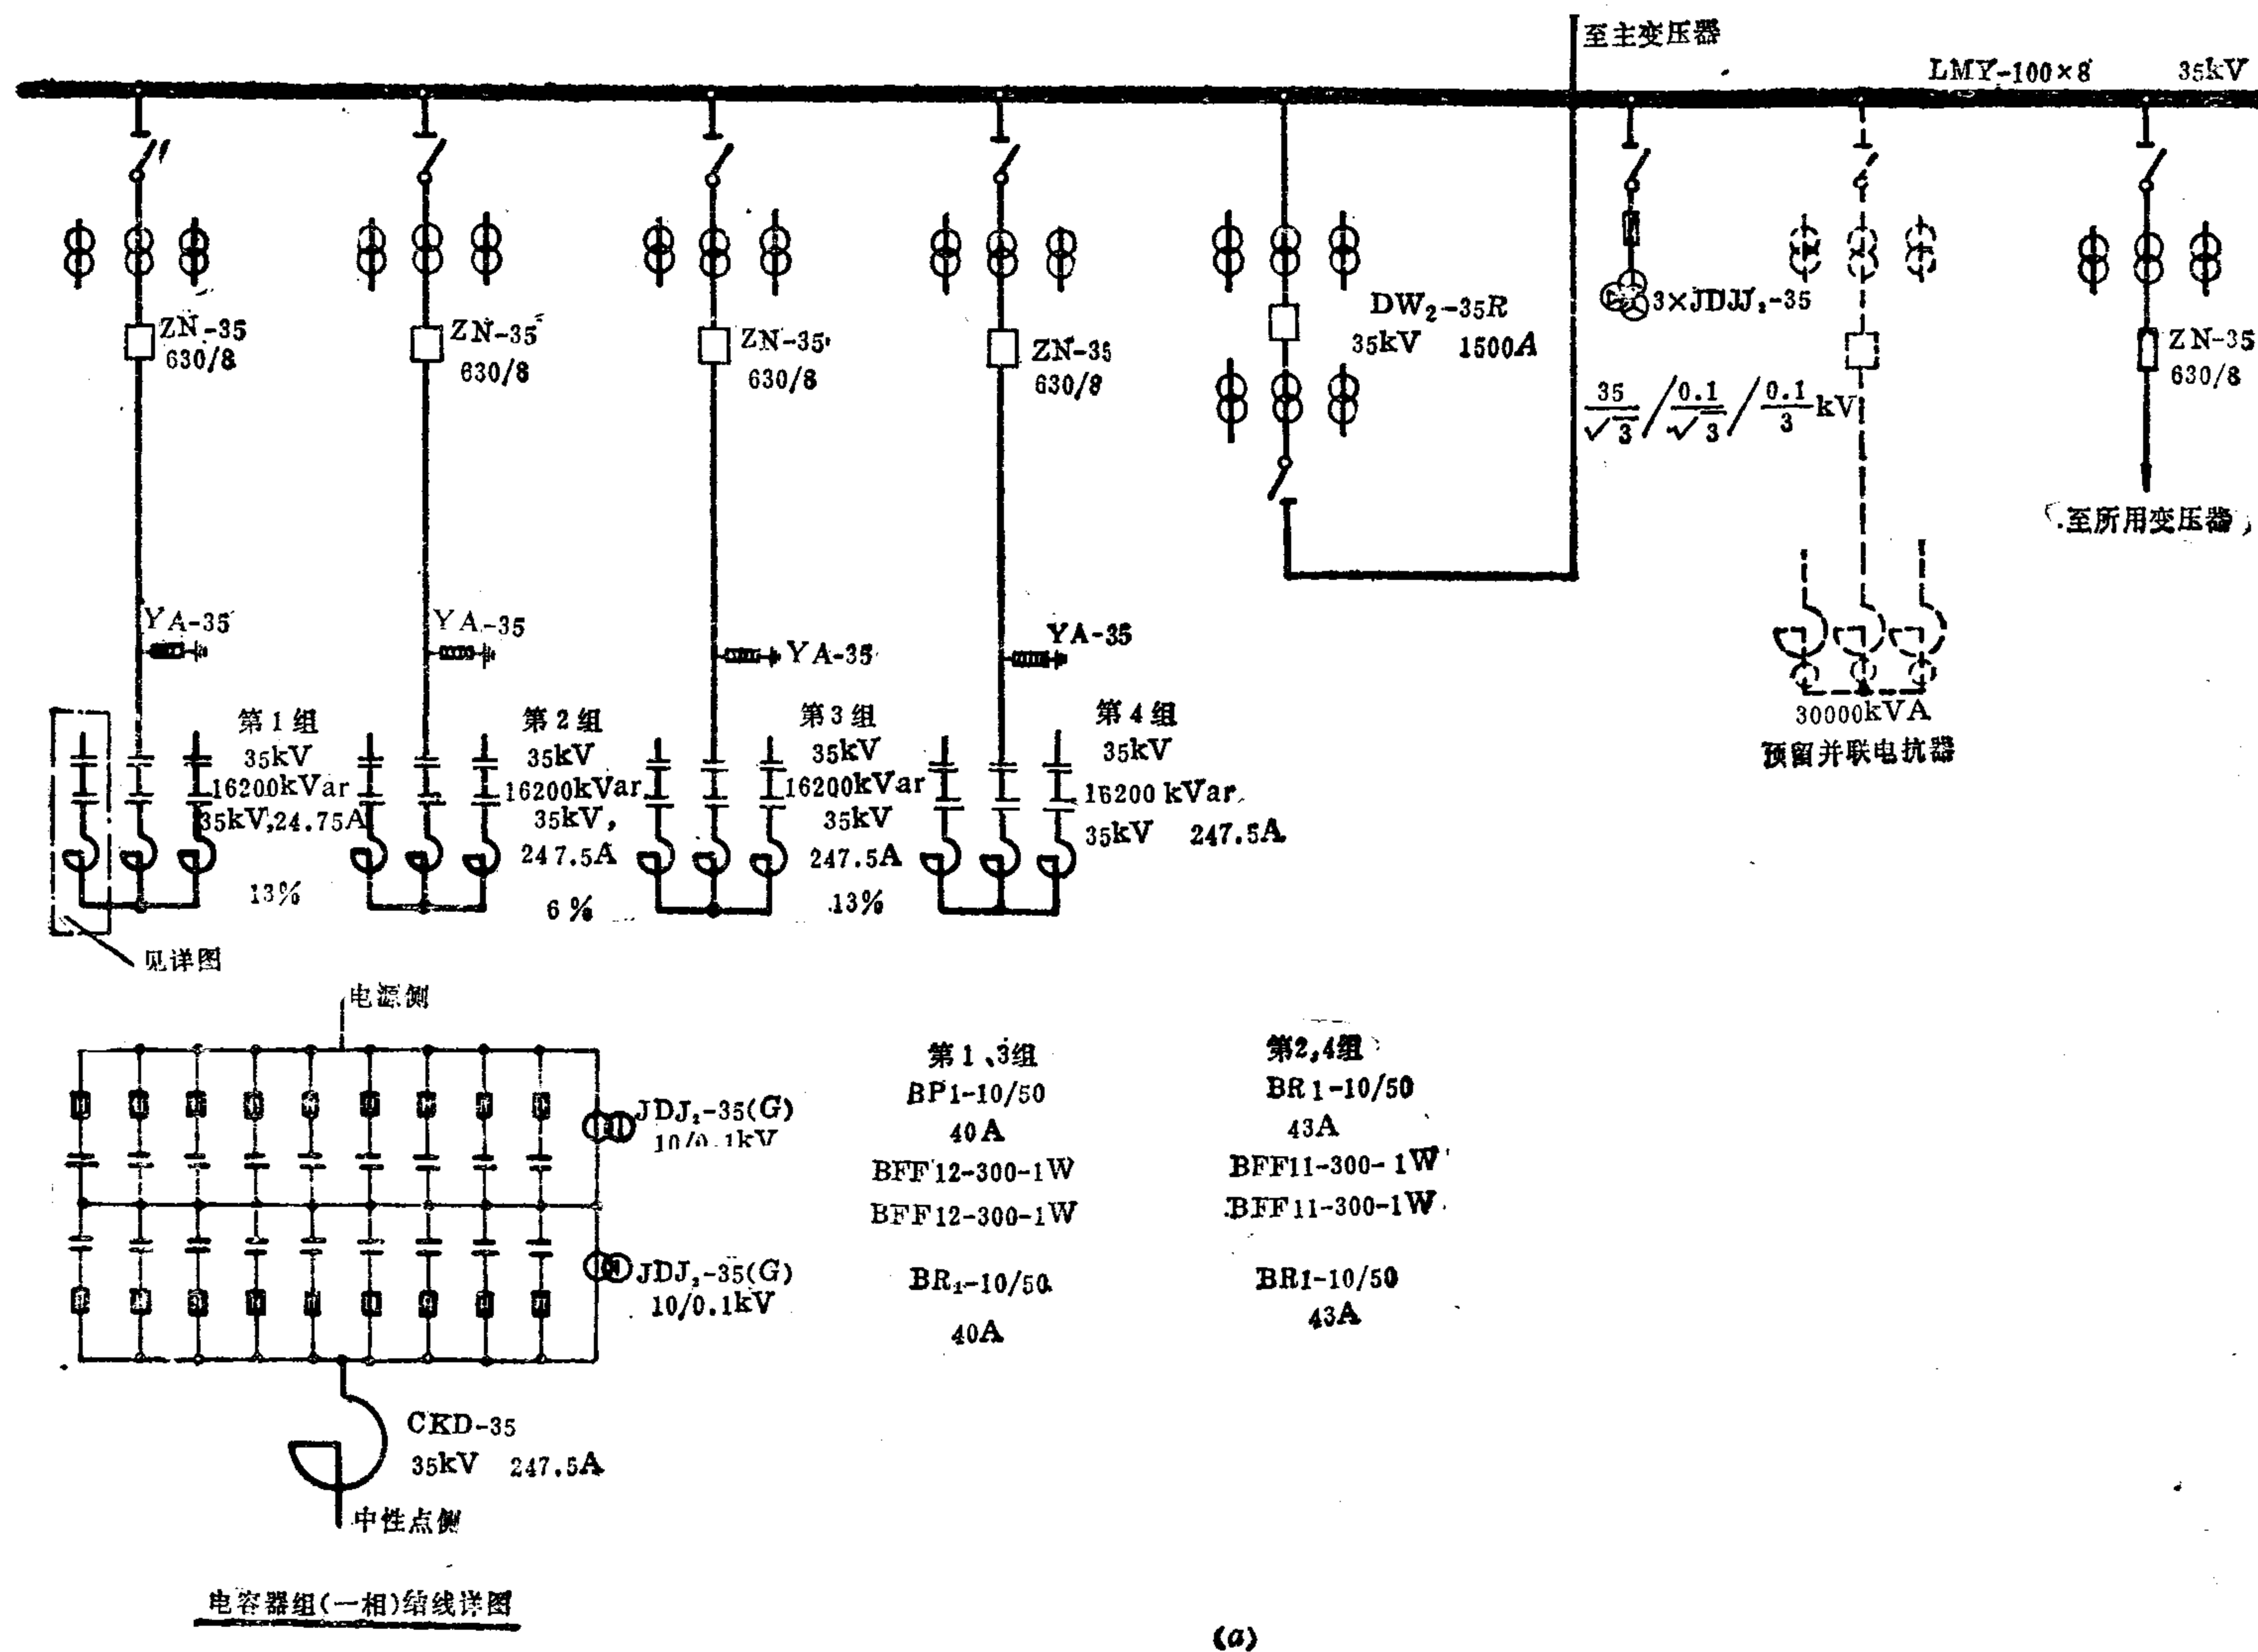 至主变压器
LMY-100×8 35kV
ZN-35
630/8
ZN-35
630/8
ZN-35
630/8
ZN-35
630/8
DW₂-35R
35kV 1500A
3×JDJJ₂-35
35/√3 / 0.1/√3 / 0.1/3 kV
ZN-35
630/8
至所用变压器
YA-35
YA-35
YA-35
YA-35
第1组
35kV
16200kVar
35kV,24.75A
13%
第2组
35kV
16200kVar
35kV,
247.5A
6%
第3组
35kV
16200kVar
35kV
247.5A
13%
第4组
35kV
16200kVar
35kV 247.5A
30000kVA
预留并联电抗器
见详图
电源侧
JDJ₂-35(G)
10/0.1kV
JDJ₂-35(G)
10/0.1kV
CKD-35
35kV 247.5A
中性点侧
第1、3组
BP1-10/50
40A
BFF12-300-1W
BFF12-300-1W
BR₁-10/50
40A
第2,4组
BR1-10/50
43A
BFF11-300-1W
BFF11-300-1W
BR1-10/50
43A
电容器组(一相)结线详图
(a)